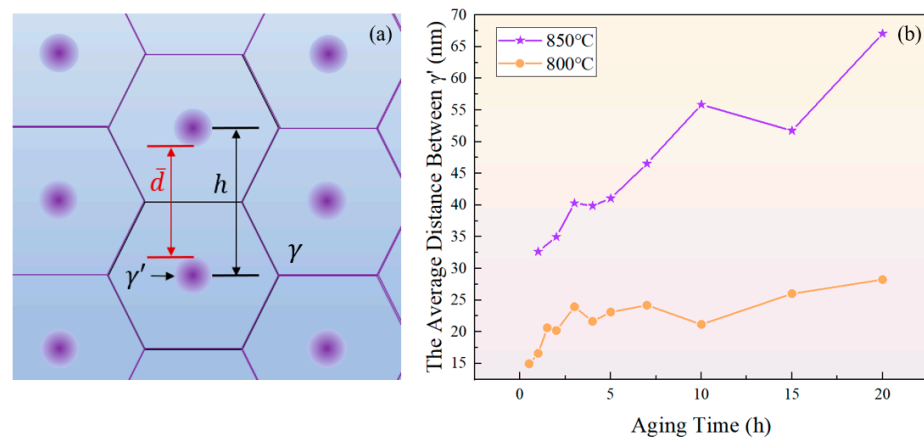 (a)
d̄
h
γ
γ'
(b)
850℃
800℃
The Average Distance Between γ' (nm)
70
65
60
55
50
45
40
35
30
25
20
15
0
5
10
15
20
Aging Time (h)